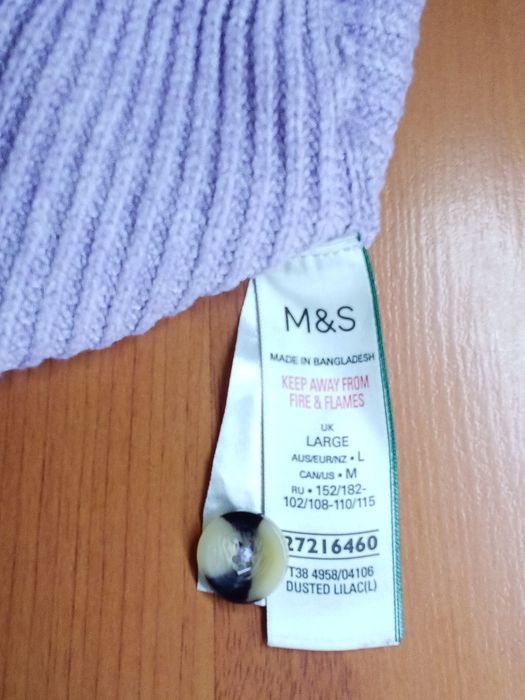 M&S
MADE IN BANGLADESH
KEEP AWAY FROM
FIRE & FLAMES
UK
LARGE
AUS/EUR/NZ • L
CAN/US • M
RU • 152/182-
102/108-110/115
27216460
T38 4958/04106
DUSTED LILAC(L)